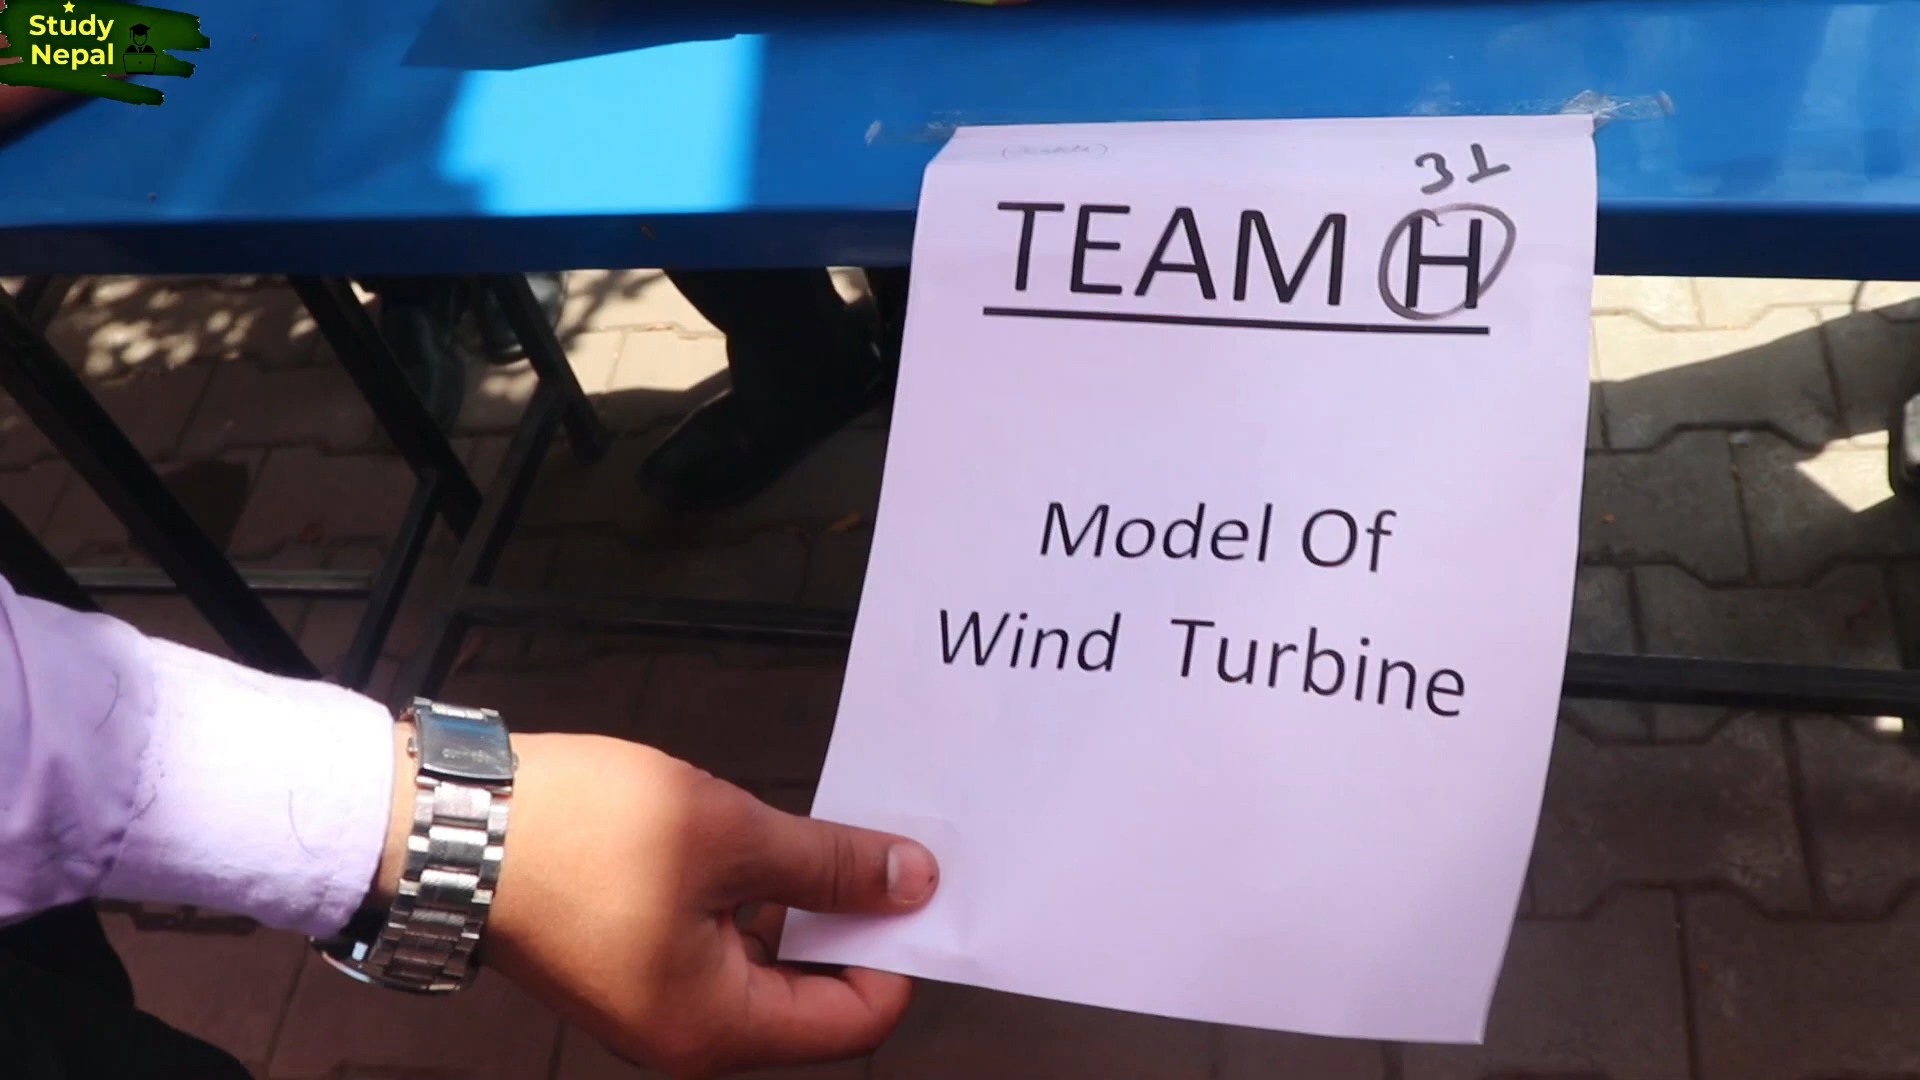 Study
Nepal
31
TEAM H
Model Of
Wind Turbine